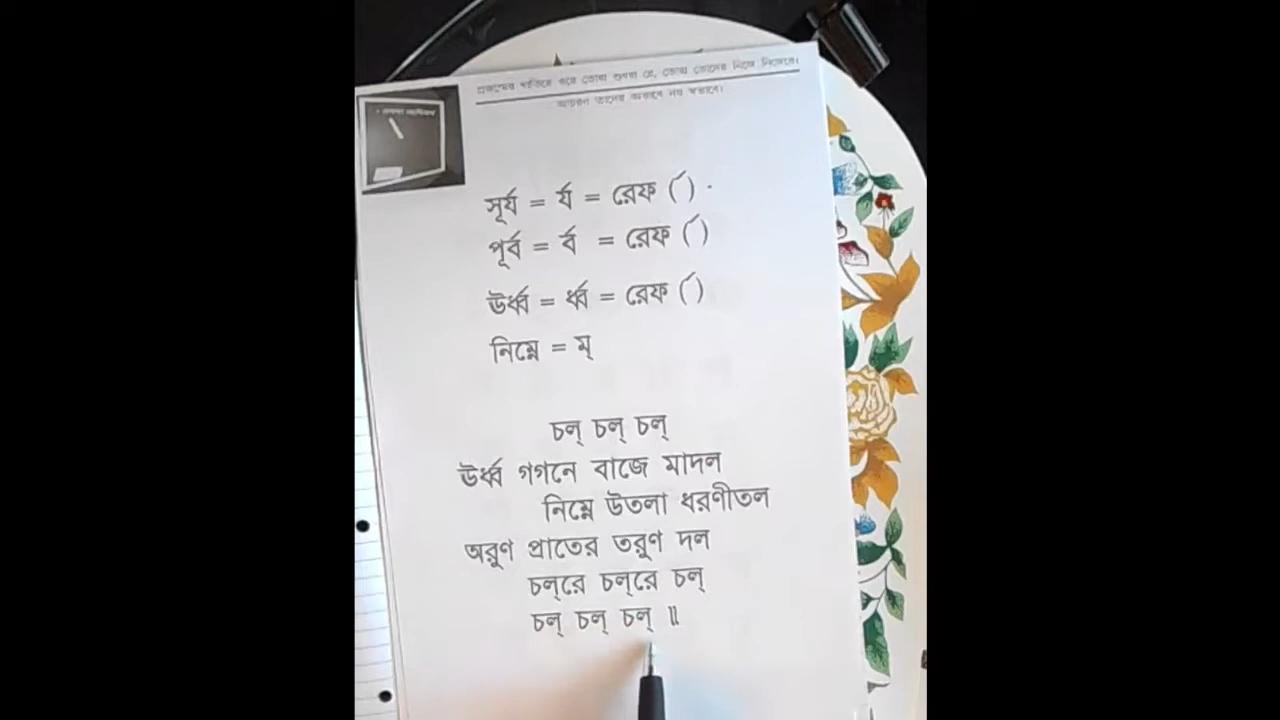 সূর্য = র্য = রেফ (র্)
পূর্ব = র্ব = রেফ (র্)
ঊর্ধ্ব = র্ধ্ব = রেফ (র্)
নিম্নে = ম্
চল্ চল্ চল্
ঊর্ধ্ব গগনে বাজে মাদল
নিম্নে উতলা ধরণীতল
অরুণ প্রাতের তরুণ দল
চল্‌রে চল্‌রে চল্
চল্ চল্ চল্ ॥